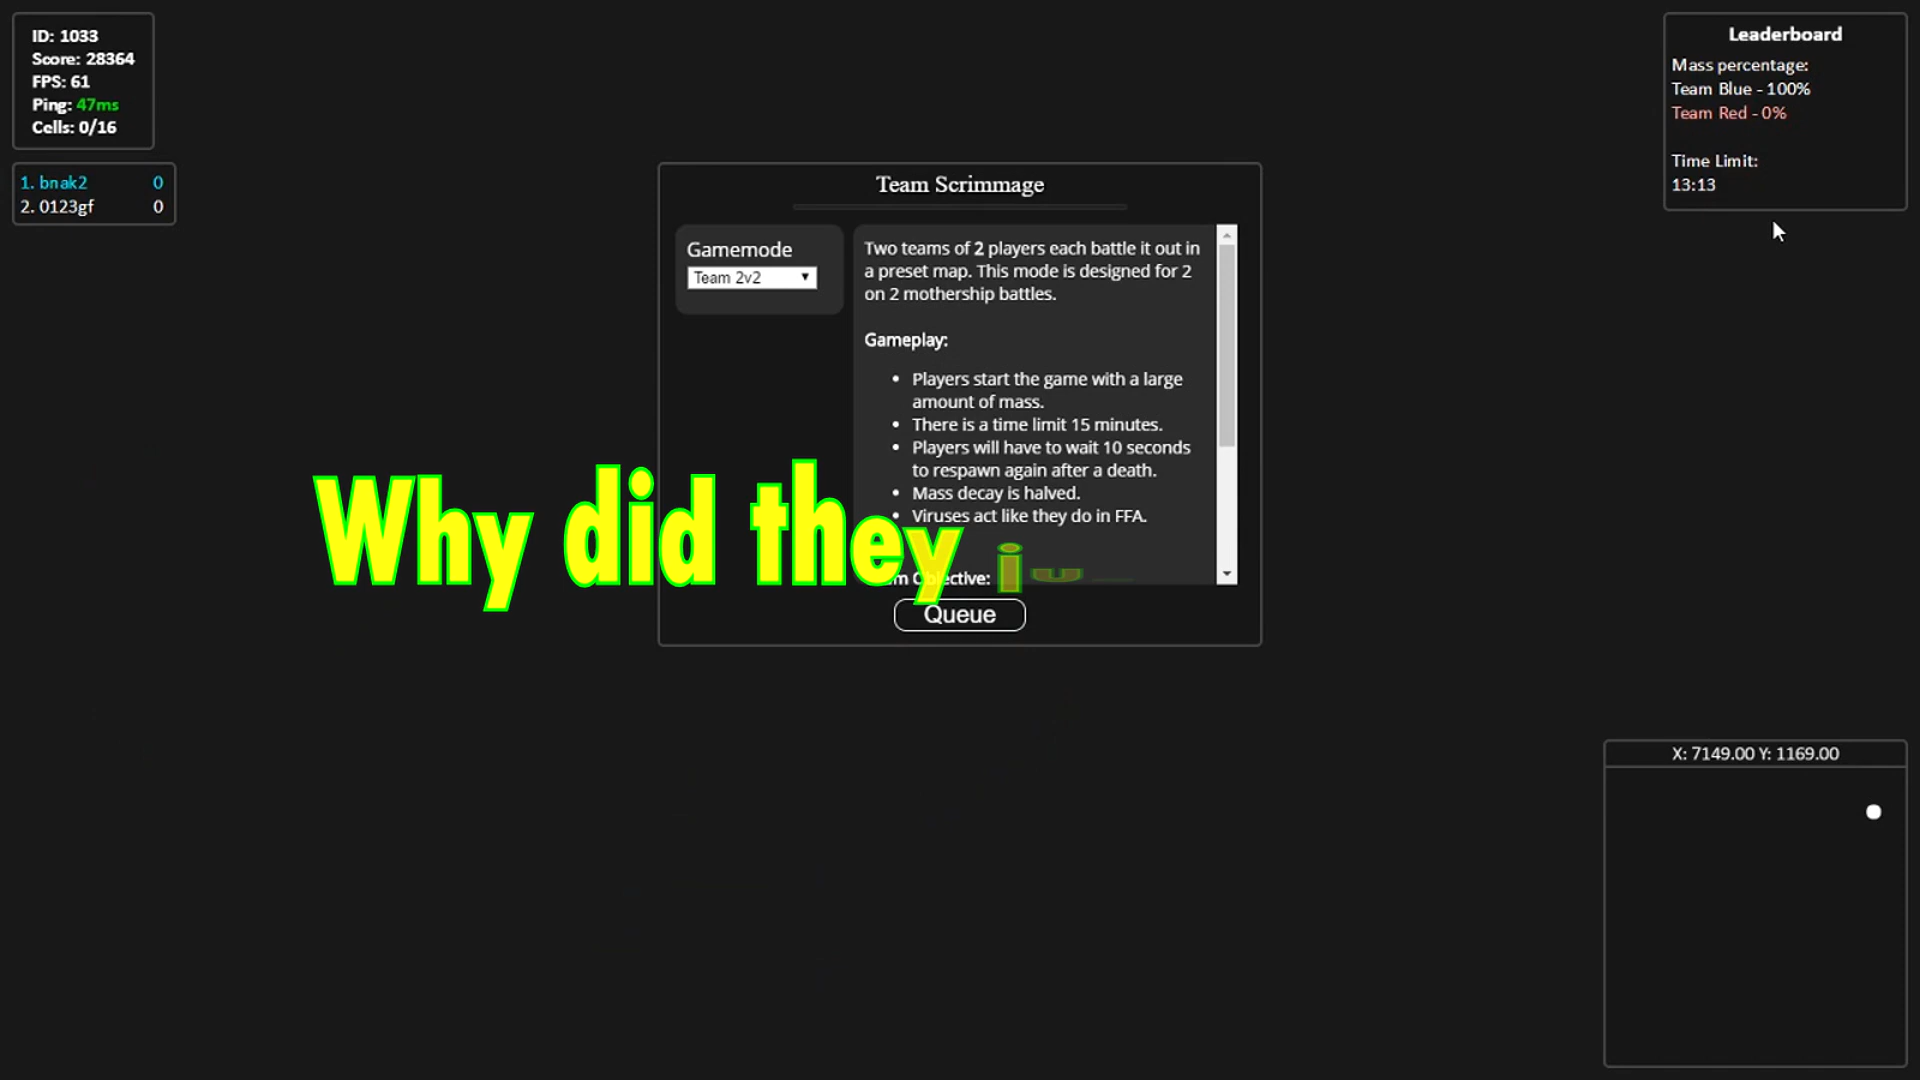 ID: 1033
Score: 28364
FPS: 61
Ping: 47ms
Cells: 0/16
1. bnak2 0
2. 0123gf 0
Team Scrimmage
Gamemode
Team 2v2
Two teams of 2 players each battle it out in
a preset map. This mode is designed for 2
on 2 mothership battles.
Gameplay:
Players start the game with a large
amount of mass.
There is a time limit 15 minutes.
Players will have to wait 10 seconds
to respawn again after a death.
Mass decay is halved.
Viruses act like they do in FFA.
Objective:
Queue
Why did they
Leaderboard
Mass percentage:
Team Blue - 100%
Team Red - 0%
Time Limit:
13:13
X: 7149.00 Y: 1169.00